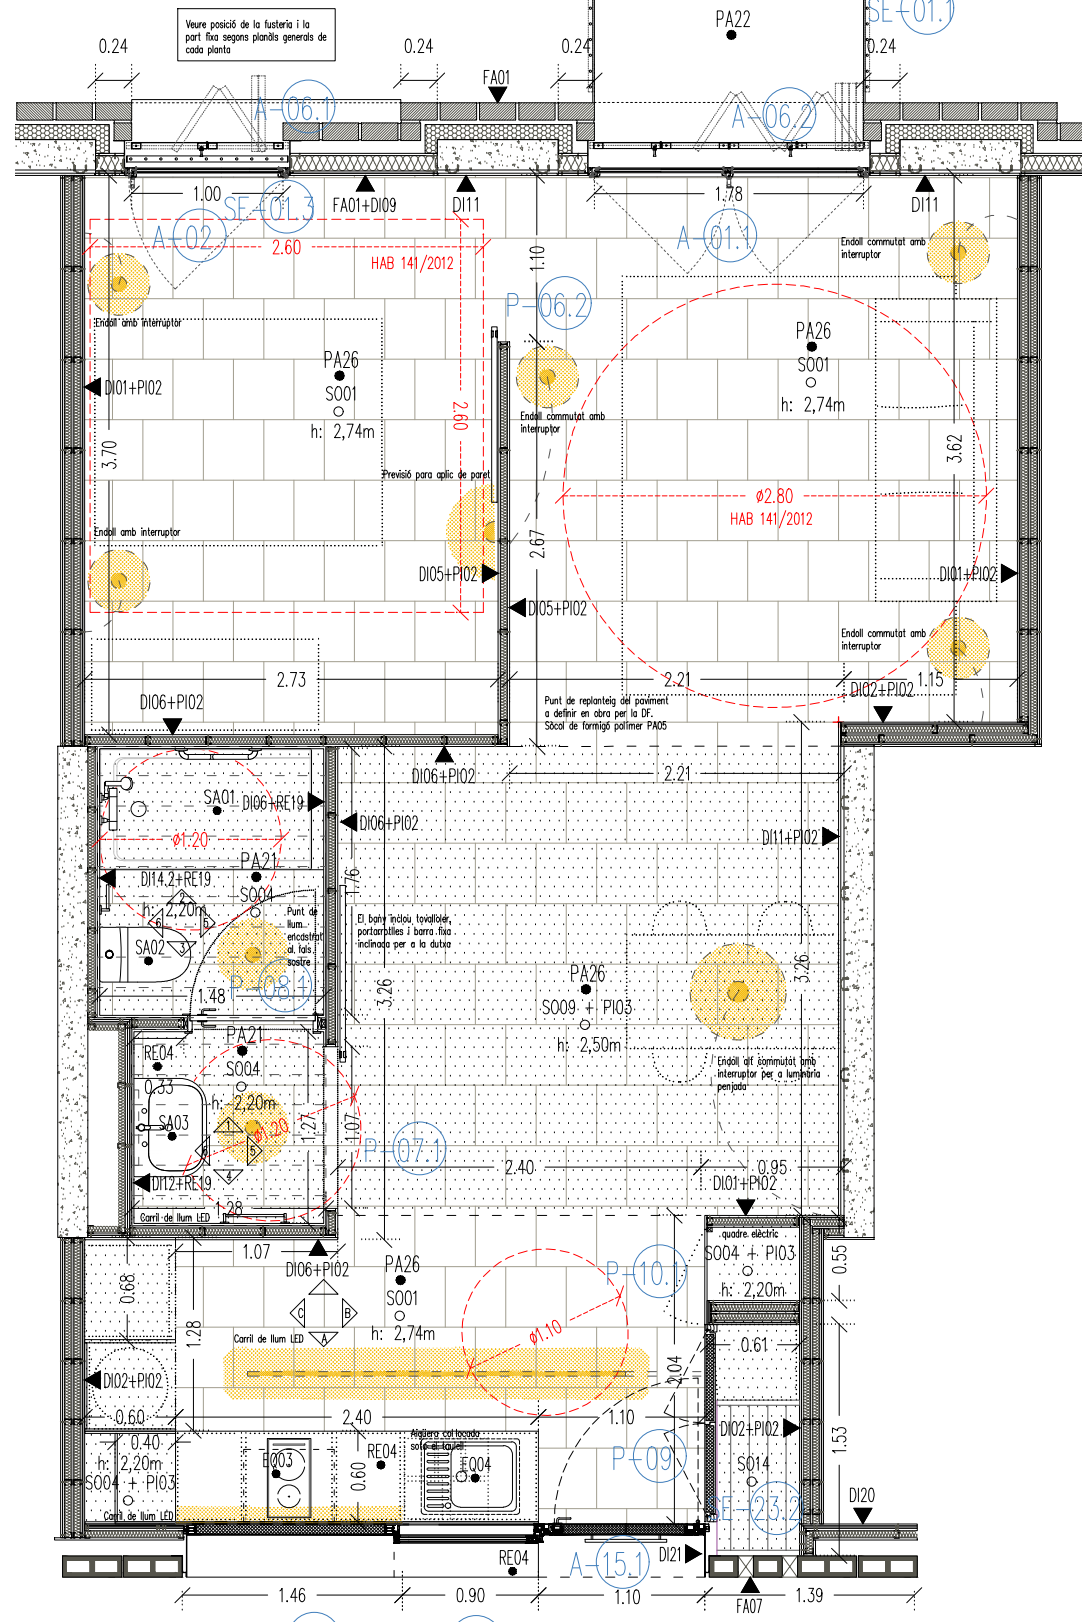 Veure posició de la fusteria i la
part fixa segons plànols generals de
cada planta
PA22
SE-01.1
0.24
0.24
0.24
0.24
FA01
A-06.1
A-06.2
1.00
FA01+DI09
DI11
1.78
DI11
SE-01.3
A-02
A-01.1
2.60
HAB 141/2012
1.10
Endoll commutat amb
interruptor
P-06.2
Endoll amb interruptor
PA26
S001
h: 2,74m
PA26
S001
h: 2,74m
DI01+PI02
2.60
Endoll commutat amb
interruptor
3.70
3.62
Previsió para aplic de paret
ø2.80
HAB 141/2012
Endoll amb interruptor
2.67
DI05+PI02
DI01+PI02
DI05+PI02
Endoll commutat amb
interruptor
2.73
2.21
1.15
DI02+PI02
DI06+PI02
Punt de replanteig del paviment
a definir en obra per la DF.
Sòcol de formigó polímer PA05
DI06+PI02
2.21
SA01
DI06+RE19
DI06+PI02
DI11+PI02
ø1.20
PA21
S004
h: 2,20m
DI14.2+RE19
1.76
6
5
3
Punt de
llum
encastrat
al fals
sostre
El bany inclou tovalloler,
portarotlles i barra fixa
inclinada per a la dutxa
SA02
P-08.1
1.48
3.26
3.26
PA26
S009 + PI03
h: 2,50m
PA21
S004
h: 2,20m
RE04
0.33
Endoll alt commutat amb
interruptor per a luminària
penjada
SA03
ø1.20
1.27
1.07
5
4
P-07.1
2.40
0.95
DI12+RE19
DI01+PI02
1.28
Carril de llum LED
quadre elèctric
S004 + PI03
h: 2,20m
0.55
1.07
DI06+PI02
PA26
S001
h: 2,74m
P-10.1
0.68
C
B
A
1.28
Carril de llum LED
ø1.10
0.61
2.04
DI02+PI02
0.60
2.40
1.10
1.53
0.40
h: 2,20m
S004 + PI03
Aigüera col·locada
sota el taulell
RE04
E003
E004
0.60
P-09
DI02+PI02
S014
SE-23.2
Carril de llum LED
DI20
RE04
A-15.1
DI21
1.46
0.90
1.10
FA07
1.39